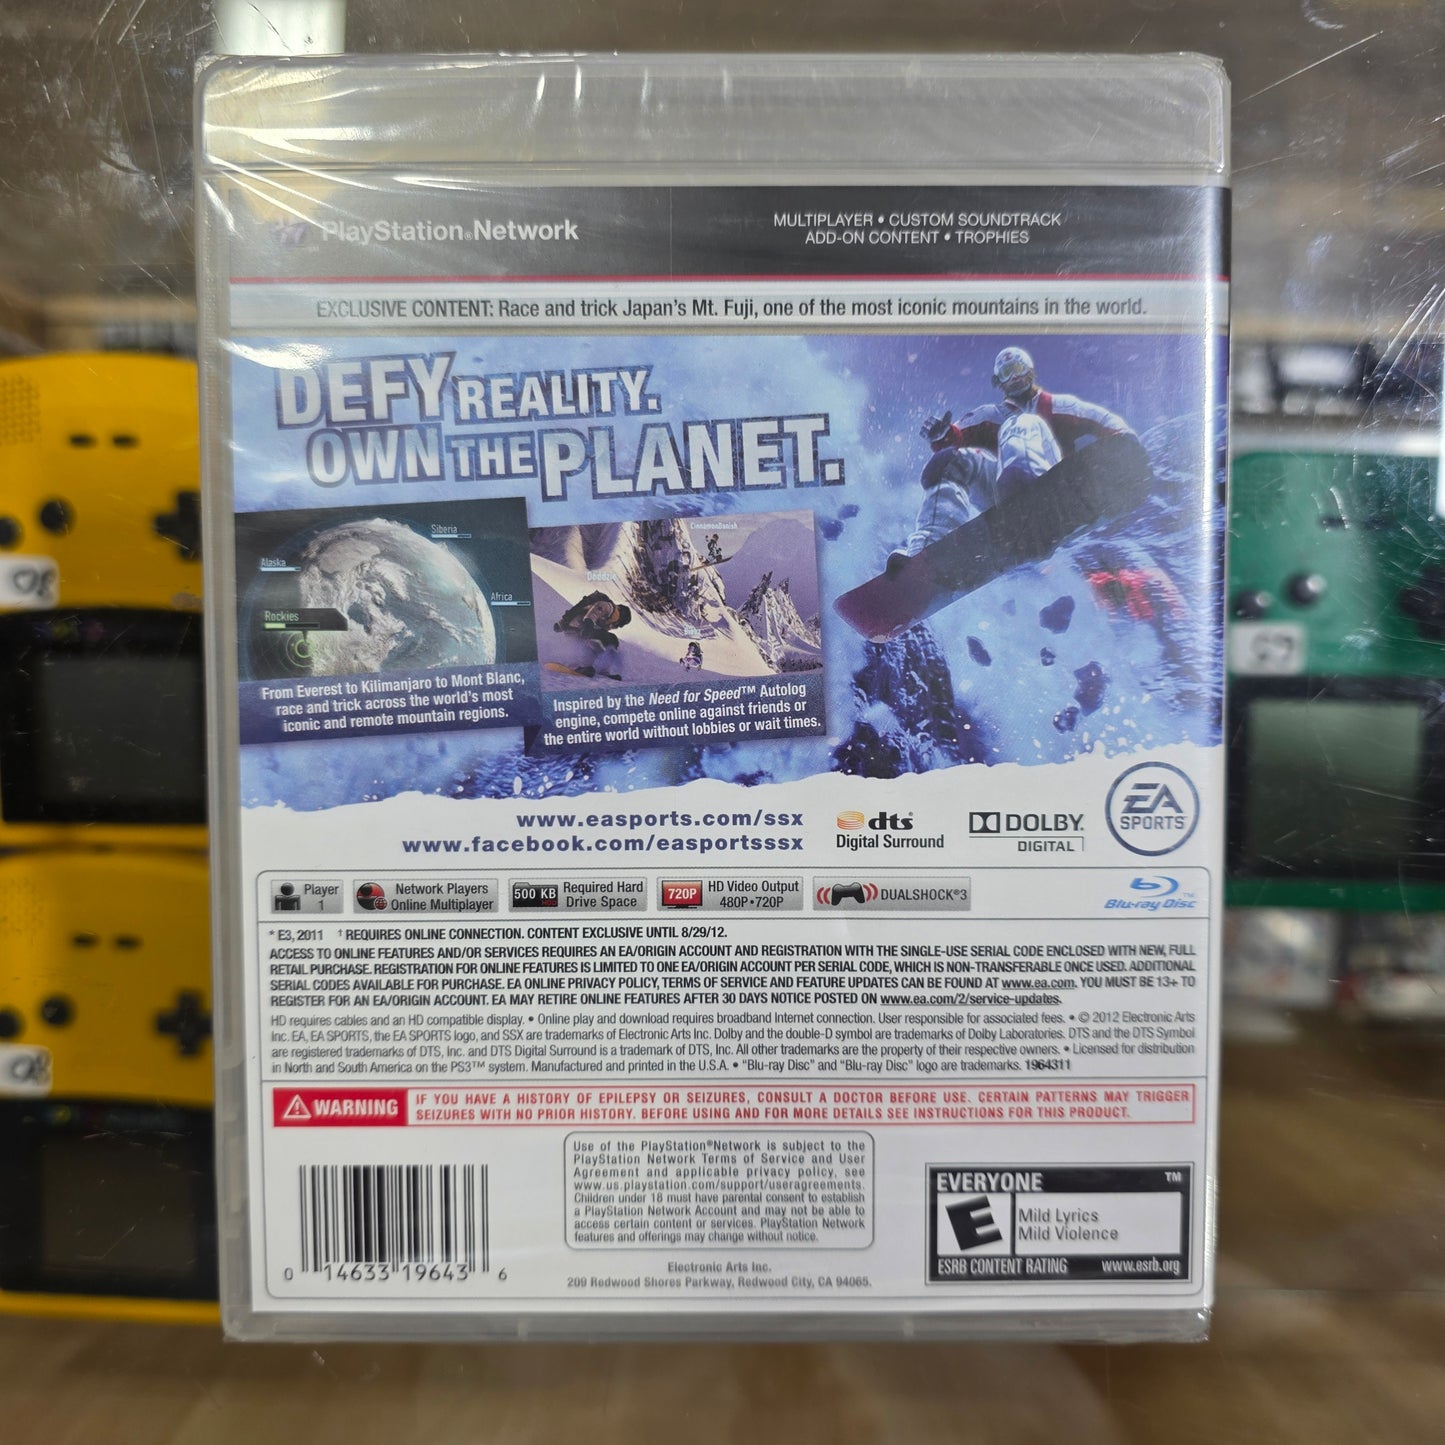 PlayStation®Network
MULTIPLAYER • CUSTOM SOUNDTRACK
ADD-ON CONTENT • TROPHIES
EXCLUSIVE CONTENT: Race and trick Japan's Mt. Fuji, one of the most iconic mountains in the world.
DEFY REALITY.
OWN THE PLANET.
Siberia
Alaska
Africa
Rockies
From Everest to Kilimanjaro to Mont Blanc,
race and trick across the world's most
iconic and remote mountain regions.
CinnamonDanish
Doddzie
Inspired by the Need for Speed™ Autolog
engine, compete online against friends or
the entire world without lobbies or wait times.
www.easports.com/ssx
www.facebook.com/easportsssx
dts
Digital Surround
DOLBY.
DIGITAL
EA
SPORTS™
Player
1
Network Players
Online Multiplayer
500 KB
Required Hard
Drive Space
720P
HD Video Output
480P•720P
DUALSHOCK®3
Blu-ray Disc™
* E3, 2011 † REQUIRES ONLINE CONNECTION. CONTENT EXCLUSIVE UNTIL 8/29/12.
ACCESS TO ONLINE FEATURES AND/OR SERVICES REQUIRES AN EA/ORIGIN ACCOUNT AND REGISTRATION WITH THE SINGLE-USE SERIAL CODE ENCLOSED WITH NEW, FULL
RETAIL PURCHASE. REGISTRATION FOR ONLINE FEATURES IS LIMITED TO ONE EA/ORIGIN ACCOUNT PER SERIAL CODE, WHICH IS NON-TRANSFERABLE ONCE USED. ADDITIONAL
SERIAL CODES AVAILABLE FOR PURCHASE. EA ONLINE PRIVACY POLICY, TERMS OF SERVICE AND FEATURE UPDATES CAN BE FOUND AT www.ea.com. YOU MUST BE 13+ TO
REGISTER FOR AN EA/ORIGIN ACCOUNT. EA MAY RETIRE ONLINE FEATURES AFTER 30 DAYS NOTICE POSTED ON www.ea.com/2/service-updates.
HD requires cables and an HD compatible display. • Online play and download requires broadband Internet connection. User responsible for associated fees. • © 2012 Electronic Arts
Inc. EA, EA SPORTS, the EA SPORTS logo, and SSX are trademarks of Electronic Arts Inc. Dolby and the double-D symbol are trademarks of Dolby Laboratories. DTS and the DTS Symbol
are registered trademarks of DTS, Inc. and DTS Digital Surround is a trademark of DTS, Inc. All other trademarks are the property of their respective owners. • Licensed for distribution
in North and South America on the PS3™ system. Manufactured and printed in the U.S.A. • "Blu-ray Disc" and "Blu-ray Disc" logo are trademarks. 1964311
WARNING
IF YOU HAVE A HISTORY OF EPILEPSY OR SEIZURES, CONSULT A DOCTOR BEFORE USE. CERTAIN PATTERNS MAY TRIGGER
SEIZURES WITH NO PRIOR HISTORY. BEFORE USING AND FOR MORE DETAILS SEE INSTRUCTIONS FOR THIS PRODUCT.
Use of the PlayStation®Network is subject to the
PlayStation Network Terms of Service and User
Agreement and applicable privacy policy, see
www.us.playstation.com/support/useragreements.
Children under 18 must have parental consent to establish
a PlayStation Network Account and may not be able to
access certain content or services. PlayStation Network
features and offerings may change without notice.
Electronic Arts Inc.
209 Redwood Shores Parkway, Redwood City, CA 94065.
0 14633 19643 6
EVERYONE ™
E
Mild Lyrics
Mild Violence
ESRB CONTENT RATING www.esrb.org